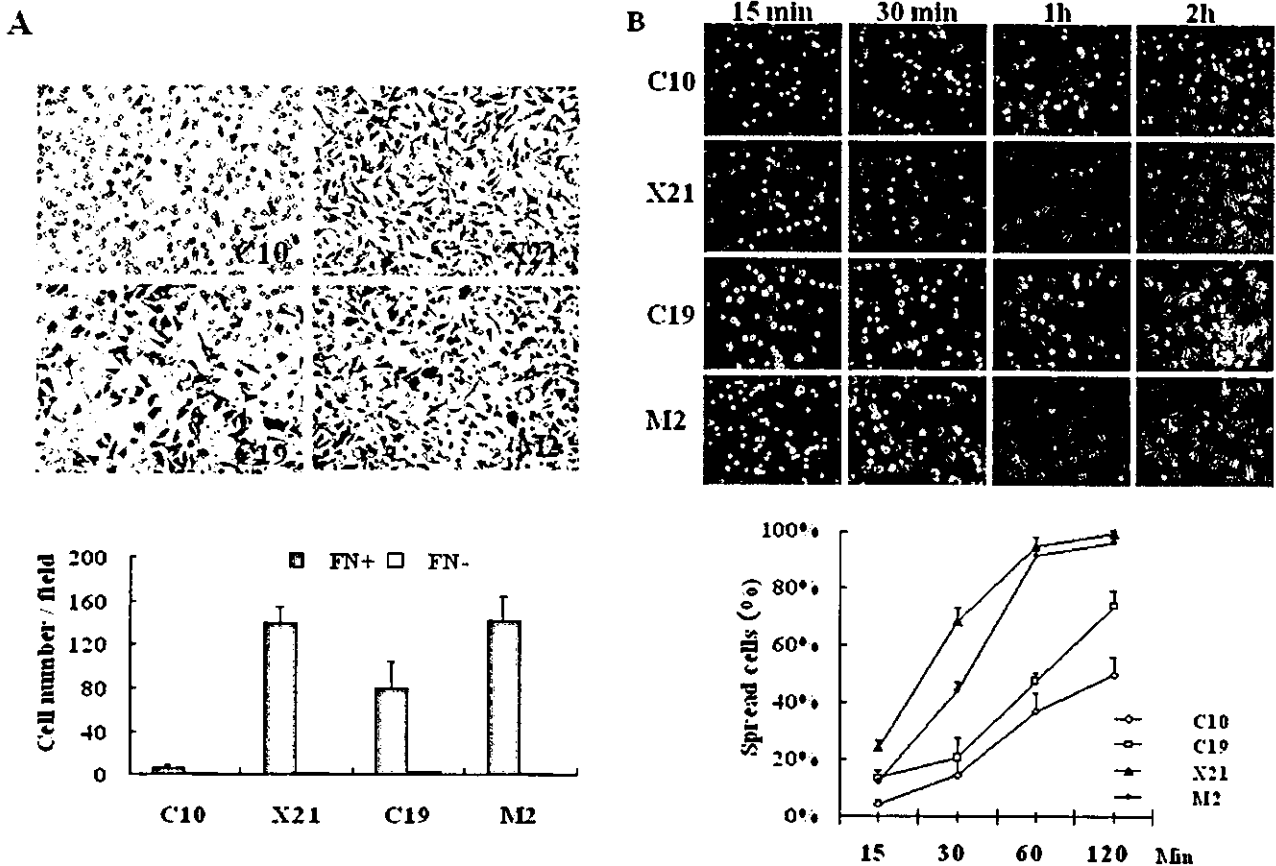 A
C10
X21
C19
M2
200
160
120
80
40
0
Cell number / field
FN+ FN-
C10 X21 C19 M2
B
15 min 30 min 1h 2h
C10
X21
C19
M2
100%
80%
60%
40%
20%
0%
Spread cells (%)
C10
C19
X21
M2
15 30 60 120 Min